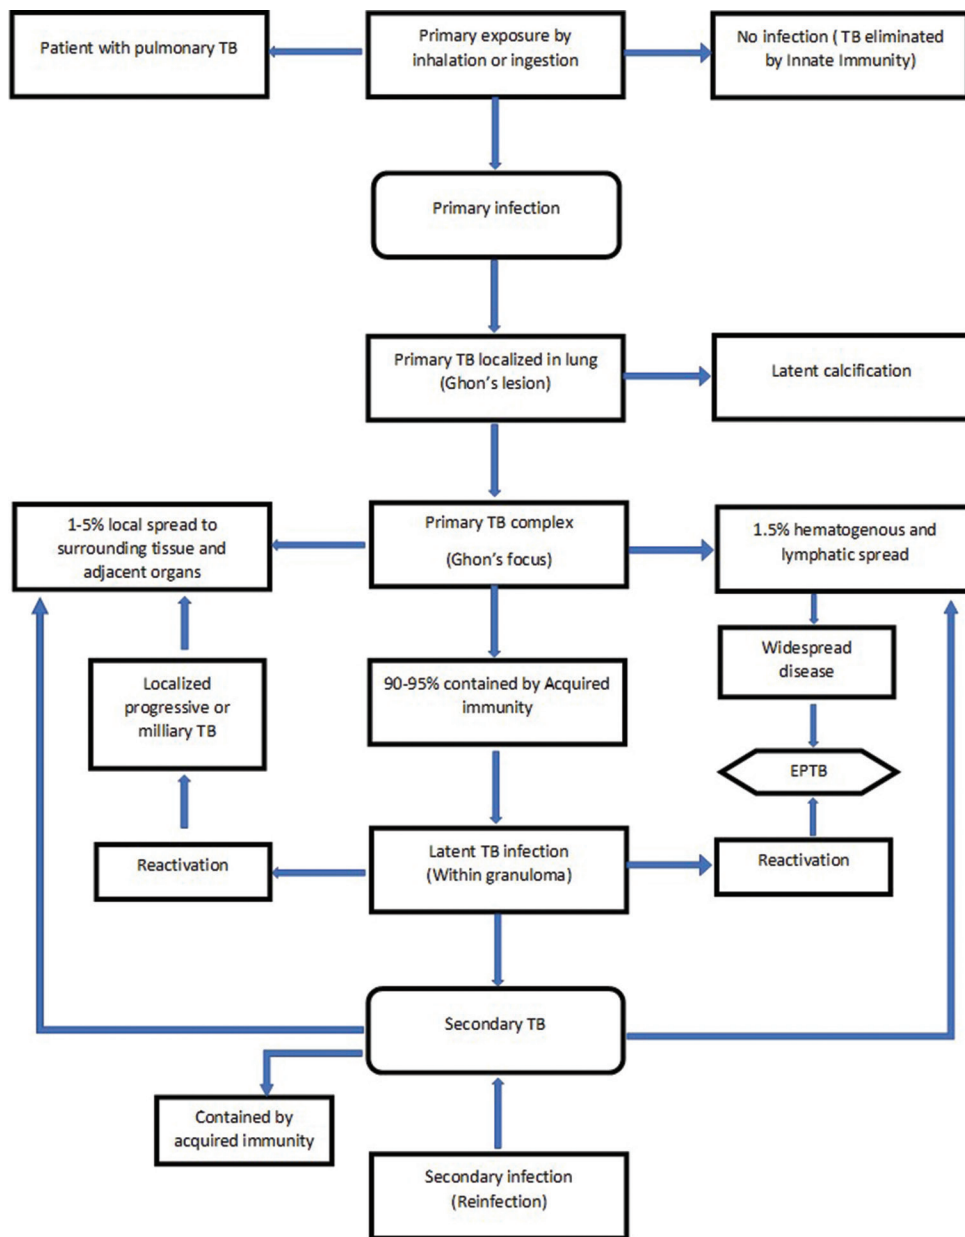 Patient with pulmonary TB
Primary exposure by
inhalation or ingestion
No infection ( TB eliminated
by Innate Immunity)
Primary infection
Primary TB localized in lung
(Ghon's lesion)
Latent calcification
1-5% local spread to
surrounding tissue and
adjacent organs
Primary TB complex
(Ghon's focus)
1.5% hematogenous and
lymphatic spread
Localized
progressive or
milliary TB
90-95% contained by Acquired
immunity
Widespread
disease
EPTB
Reactivation
Latent TB infection
(Within granuloma)
Reactivation
Secondary TB
Contained by
acquired immunity
Secondary infection
(Reinfection)